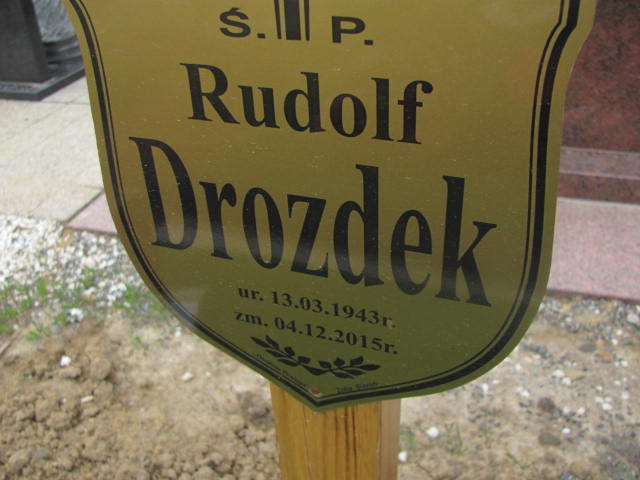 Ś. P.
Rudolf
Drozdek
ur. 13.03.1943r.
zm. 04.12.2015r.